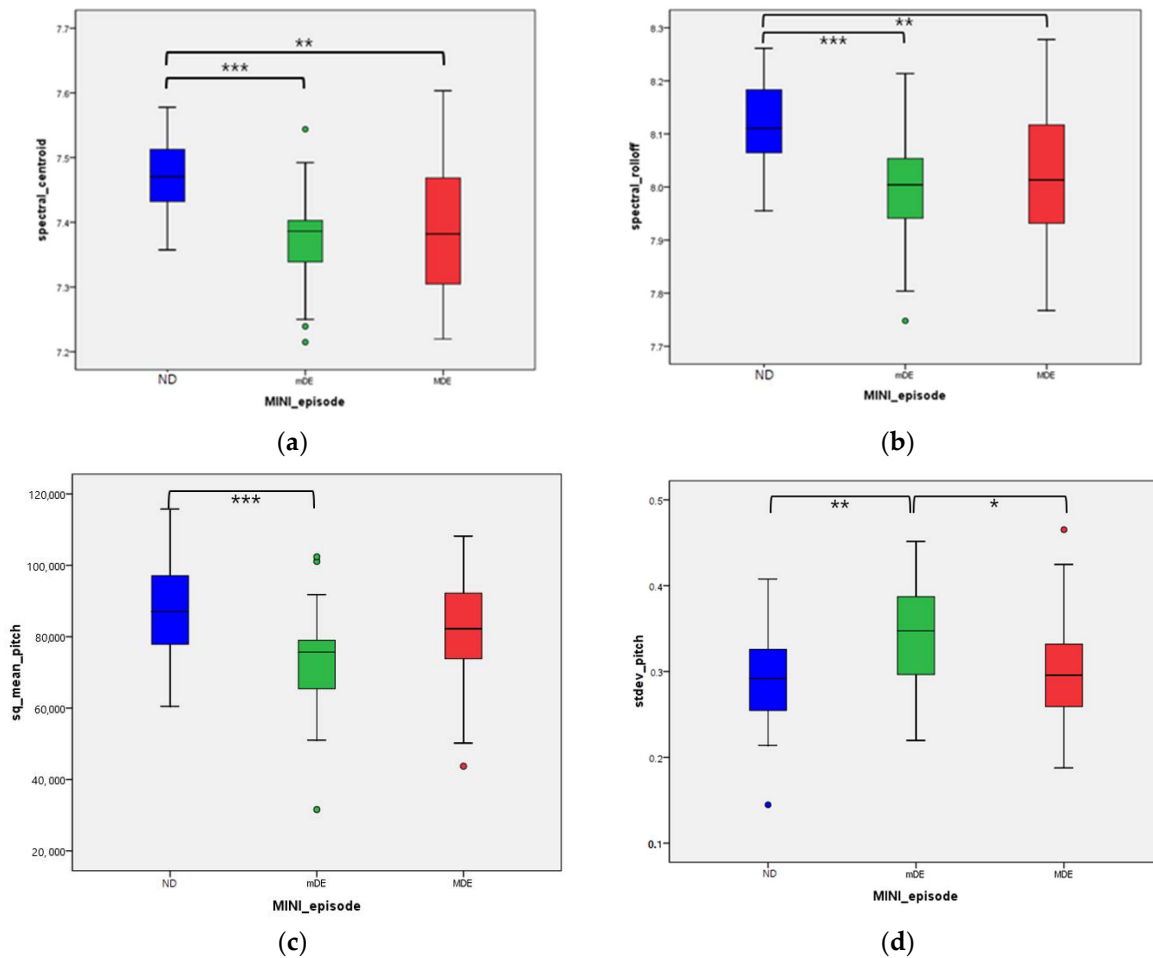 7.7
7.6
7.5
7.4
7.3
7.2
spectral_centroid
***
**
ND mDE MDE
MINI_episode
(a)
8.3
8.2
8.1
8.0
7.9
7.8
7.7
spectral_rolloff
**
***
ND mDE MDE
MINI_episode
(b)
120,000
100,000
80,000
60,000
40,000
20,000
sq_mean_pitch
***
ND mDE MDE
MINI_episode
(c)
0.5
0.4
0.3
0.2
0.1
stdev_pitch
** *
ND mDE MDE
MINI_episode
(d)